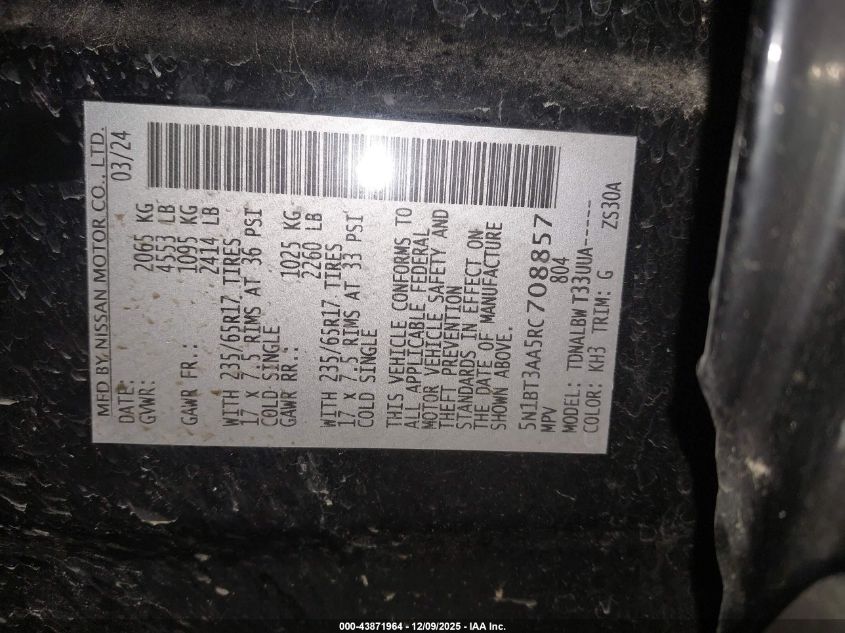 MFD BY NISSAN MOTOR CO., LTD.
DATE: 03/24
GVWR: 2065 KG
4553 LB
GAWR FR.: 1095 KG
2414 LB
WITH 235/65R17 TIRES
17 X 7.5 RIMS AT 36 PSI
COLD SINGLE
GAWR RR.: 1025 KG
2260 LB
WITH 235/65R17 TIRES
17 X 7.5 RIMS AT 33 PSI
COLD SINGLE
THIS VEHICLE CONFORMS TO
ALL APPLICABLE FEDERAL
MOTOR VEHICLE SAFETY AND
THEFT PREVENTION
STANDARDS IN EFFECT ON
THE DATE OF MANUFACTURE
SHOWN ABOVE.
5N1BT3AA5RC708857
MPV 804
MODEL: TDNALBW T33UUA------
COLOR: KH3 TRIM: G ZS30A
000-43871964 | 12/09/2025 - IAA Inc.